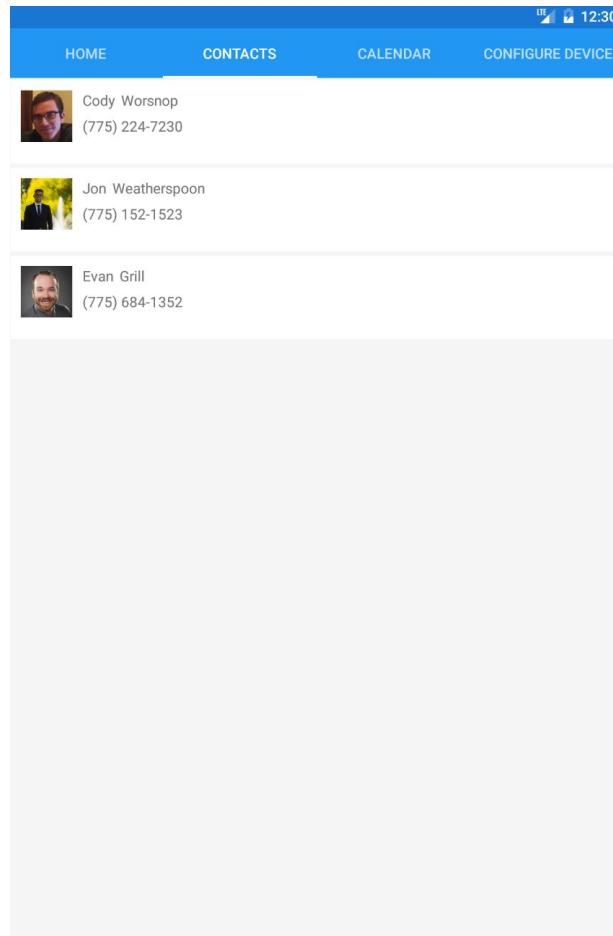 LTE 12:30
HOME CONTACTS CALENDAR CONFIGURE DEVICE
Cody Worsnop
(775) 224-7230
Jon Weatherspoon
(775) 152-1523
Evan Grill
(775) 684-1352